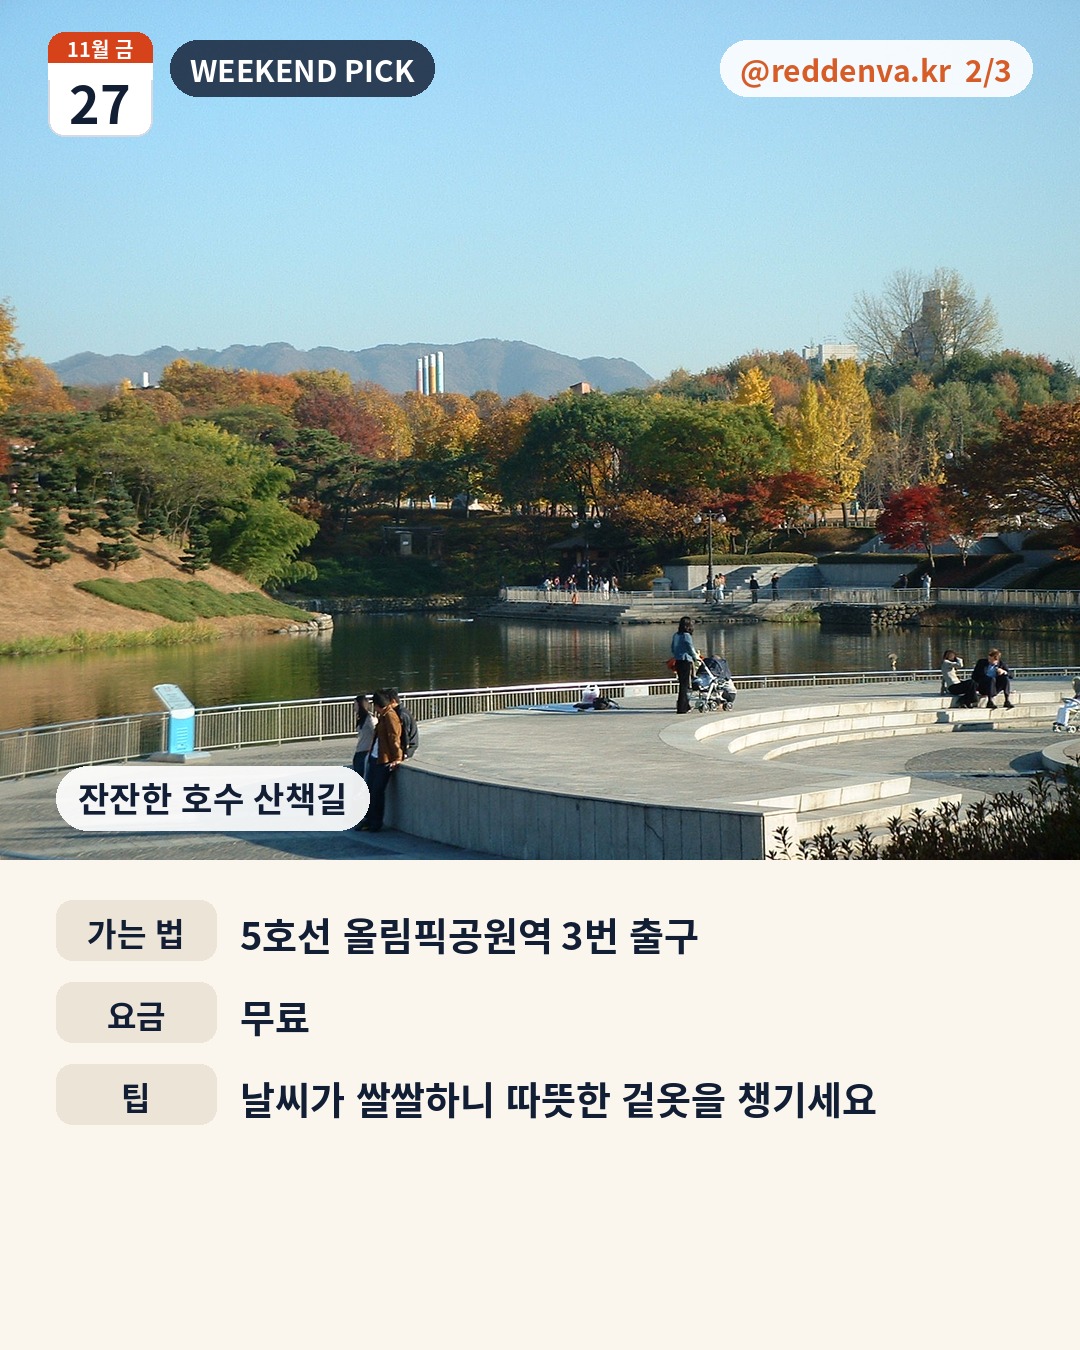 11월 금
27
WEEKEND PICK
@reddenva.kr 2/3
잔잔한 호수 산책길
가는 법 5호선 올림픽공원역 3번 출구
요금 무료
팁 날씨가 쌀쌀하니 따뜻한 겉옷을 챙기세요